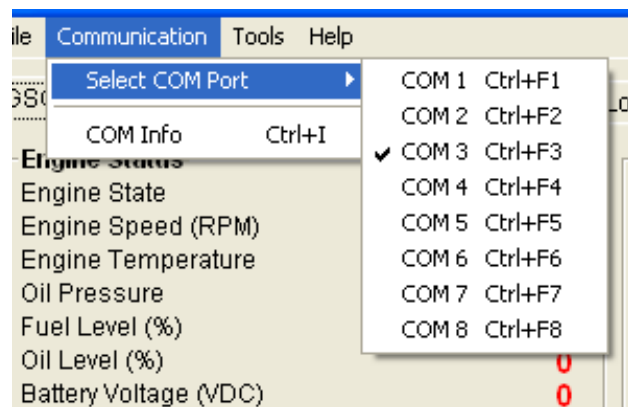 Communication Tools Help
Select COM Port
COM Info Ctrl+I
COM 1 Ctrl+F1
COM 2 Ctrl+F2
COM 3 Ctrl+F3
COM 4 Ctrl+F4
COM 5 Ctrl+F5
COM 6 Ctrl+F6
COM 7 Ctrl+F7
COM 8 Ctrl+F8
Engine Status
Engine State
Engine Speed (RPM)
Engine Temperature
Oil Pressure
Fuel Level (%)
Oil Level (%) 0
Battery Voltage (VDC) 0